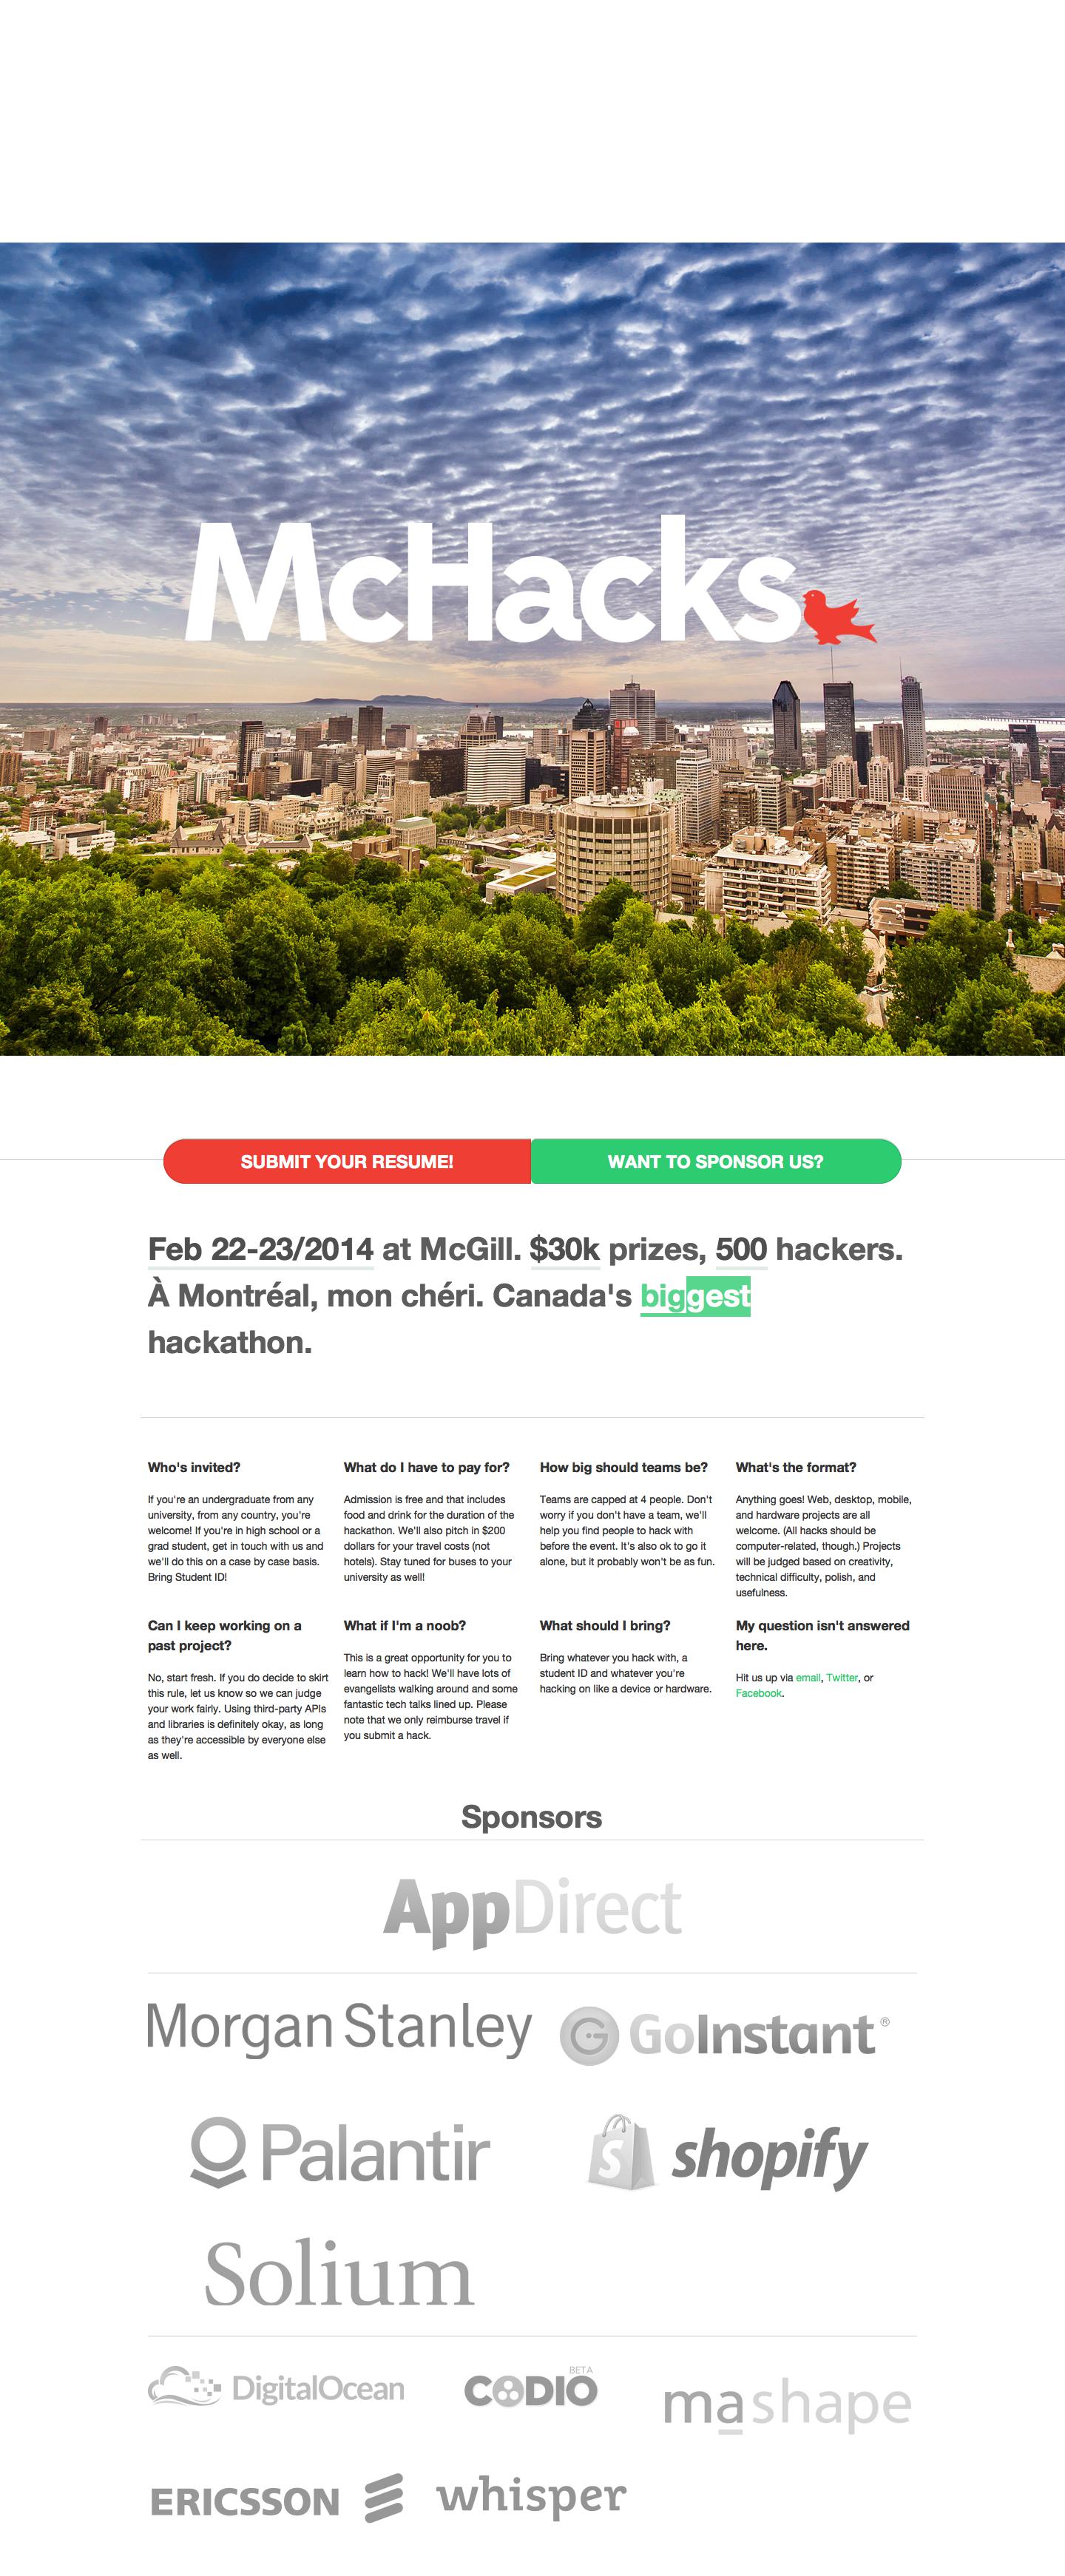 McHacks
SUBMIT YOUR RESUME!
WANT TO SPONSOR US?
Feb 22-23/2014 at McGill. $30k prizes, 500 hackers.
À Montréal, mon chéri. Canada's biggest
hackathon.
Who's invited?
If you're an undergraduate from any
university, from any country, you're
welcome! If you're in high school or a
grad student, get in touch with us and
we'll do this on a case by case basis.
Bring Student ID!
What do I have to pay for?
Admission is free and that includes
food and drink for the duration of the
hackathon. We'll also pitch in $200
dollars for your travel costs (not
hotels). Stay tuned for buses to your
university as well!
How big should teams be?
Teams are capped at 4 people. Don't
worry if you don't have a team, we'll
help you find people to hack with
before the event. It's also ok to go it
alone, but it probably won't be as fun.
What's the format?
Anything goes! Web, desktop, mobile,
and hardware projects are all
welcome. (All hacks should be
computer-related, though.) Projects
will be judged based on creativity,
technical difficulty, polish, and
usefulness.
Can I keep working on a
past project?
No, start fresh. If you do decide to skirt
this rule, let us know so we can judge
your work fairly. Using third-party APIs
and libraries is definitely okay, as long
as they're accessible by everyone else
as well.
What if I'm a noob?
This is a great opportunity for you to
learn how to hack! We'll have lots of
evangelists walking around and some
fantastic tech talks lined up. Please
note that we only reimburse travel if
you submit a hack.
What should I bring?
Bring whatever you hack with, a
student ID and whatever you're
hacking on like a device or hardware.
My question isn't answered
here.
Hit us up via email, Twitter, or
Facebook.
Sponsors
AppDirect
Morgan Stanley
GoInstant®
Palantir
shopify
Solium
DigitalOcean
CODIO BETA
mashape
ERICSSON
whisper